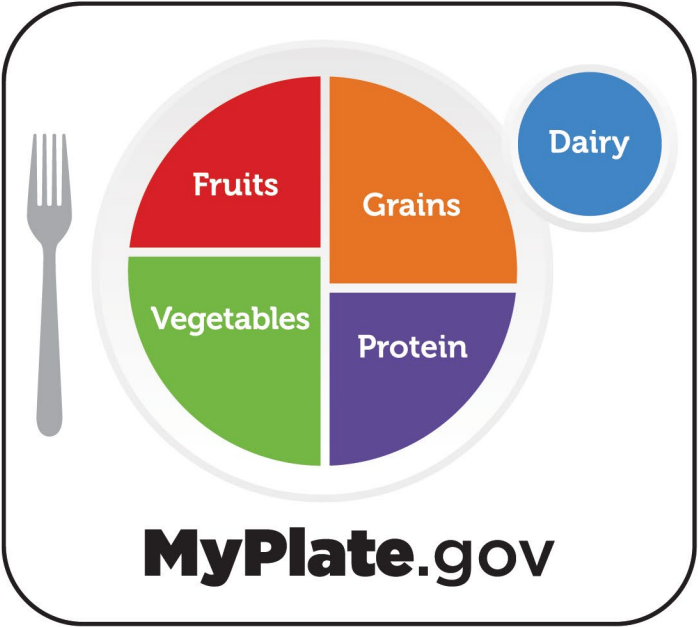 Fruits
Grains
Dairy
Vegetables
Protein
MyPlate.gov